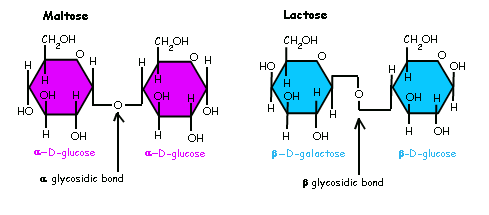 Maltose
Lactose
CH2OH
CH2OH
CH2OH
CH2OH
O
O
O
O
H
H
H
H
OH
H
OH
H
H
H
H
OH
H
OH
H
OH
H
OH
H
HO
OH
H
H
H
H
OH
H
OH
H
OH
H
OH
O
O
α-D-glucose
α-D-glucose
β-D-galactose
β-D-glucose
α glycosidic bond
β glycosidic bond